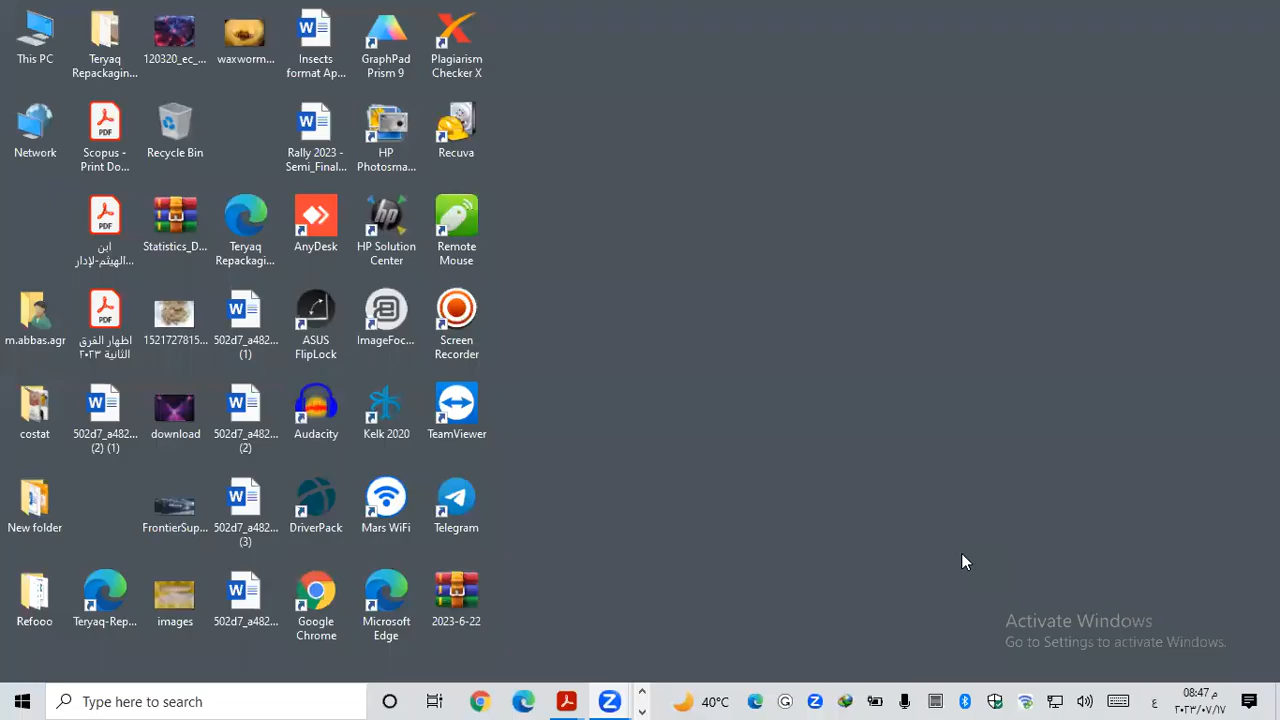 This PC
Teryaq
Repackagin...
120320_ec_...
waxworm...
Insects
format Ap...
GraphPad
Prism 9
Plagiarism
Checker X
Network
Scopus -
Print Do...
Recycle Bin
Rally 2023 -
Semi_Final...
HP
Photosma...
Recuva
ابن
الهيثم-لإدار...
Statistics_D...
Teryaq
Repackagi...
AnyDesk
HP Solution
Center
Remote
Mouse
m.abbas.agr
اظهار الفرق
الثانية ٢٠٢٣
1521727815...
502d7_a482...
(1)
ASUS
FlipLock
ImageFoc...
Screen
Recorder
costat
502d7_a482...
(2) (1)
download
502d7_a482...
(2)
Audacity
Kelk 2020
TeamViewer
New folder
FrontierSup...
502d7_a482...
(3)
DriverPack
Mars WiFi
Telegram
Refooo
Teryaq-Rep...
images
502d7_a482...
Google
Chrome
Microsoft
Edge
2023-6-22
Activate Windows
Go to Settings to activate Windows.
Type here to search
40°C
ع
08:47 م
٢٠٢٣/٠٧/١٧